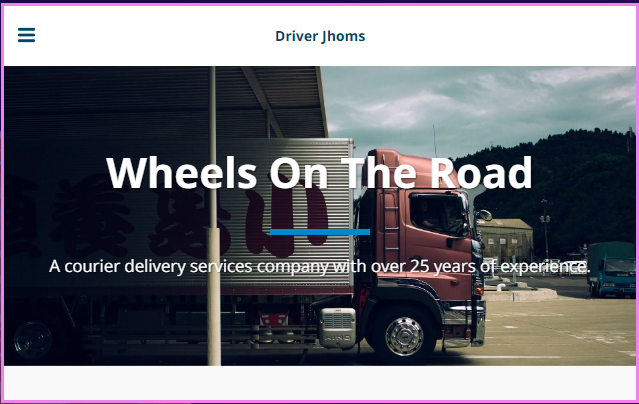 Driver Jhoms
Wheels On The Road
A courier delivery services company with over 25 years of experience.